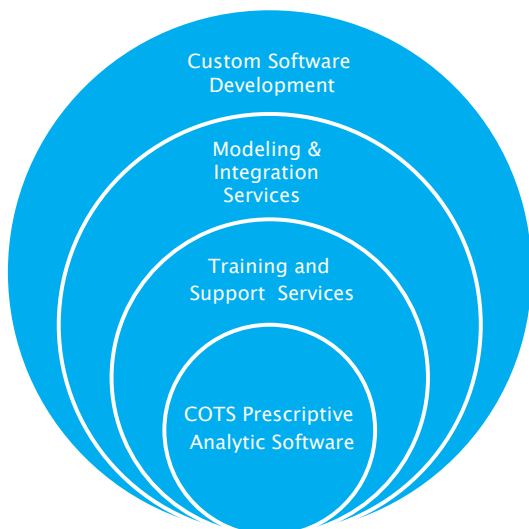 Custom Software
Development
Modeling &
Integration
Services
Training and
Support Services
COTS Prescriptive
Analytic Software